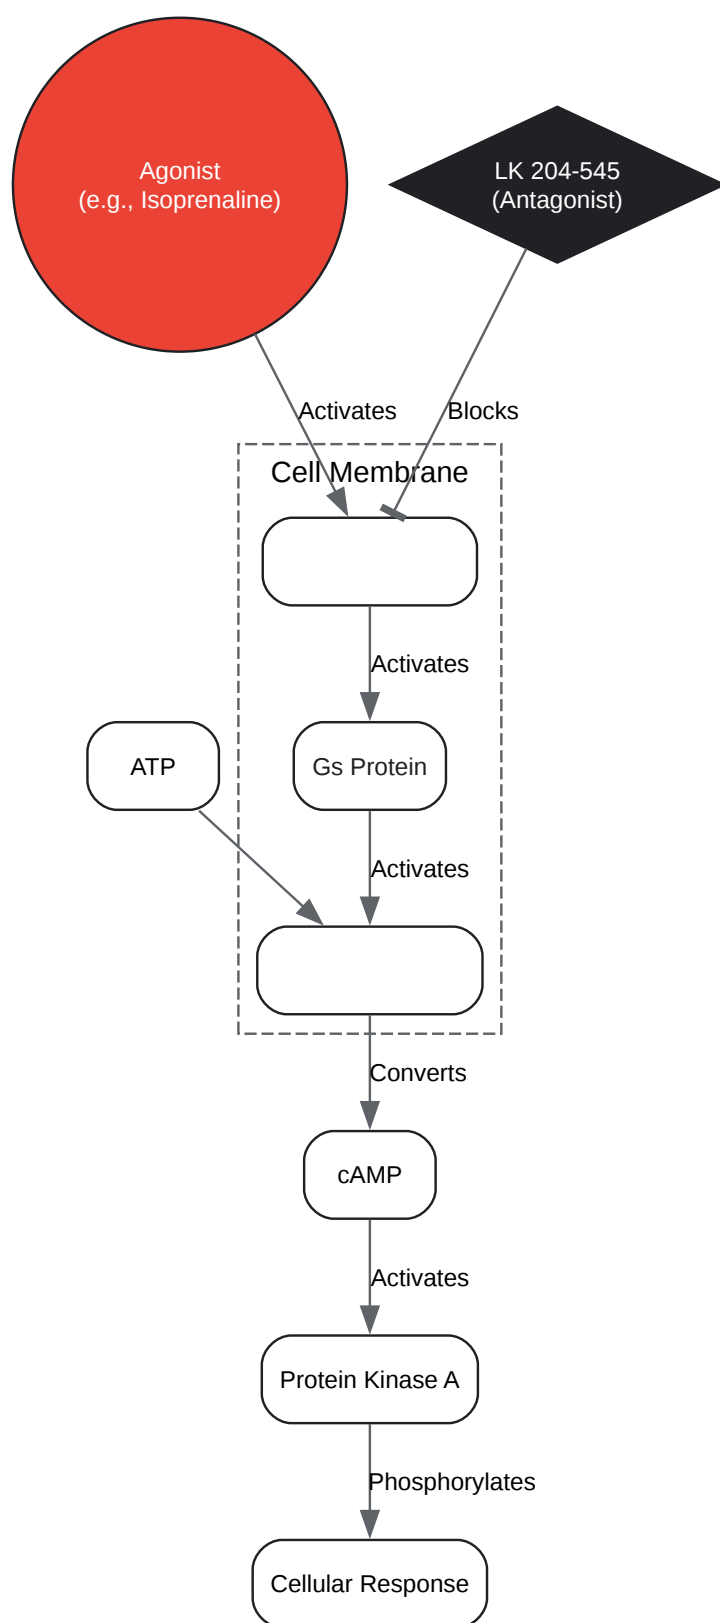 Agonist
(e.g., Isoprenaline)
LK 204-545
(Antagonist)
Activates
Blocks
Cell Membrane
Activates
ATP
Gs Protein
Activates
Converts
cAMP
Activates
Protein Kinase A
Phosphorylates
Cellular Response